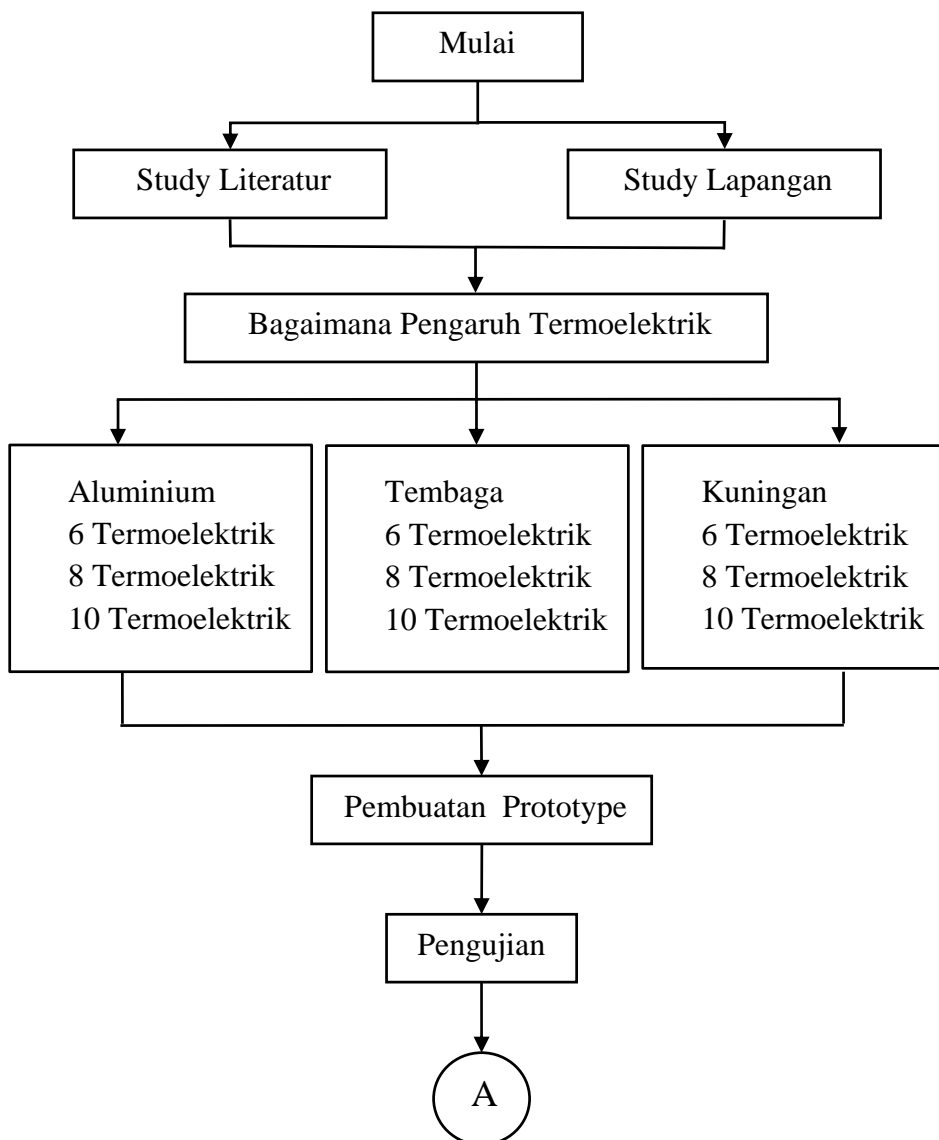 Mulai
Study Literatur
Study Lapangan
Bagaimana Pengaruh Termoelektrik
Aluminium
6 Termoelektrik
8 Termoelektrik
10 Termoelektrik
Tembaga
6 Termoelektrik
8 Termoelektrik
10 Termoelektrik
Kuningan
6 Termoelektrik
8 Termoelektrik
10 Termoelektrik
Pembuatan Prototype
Pengujian
A